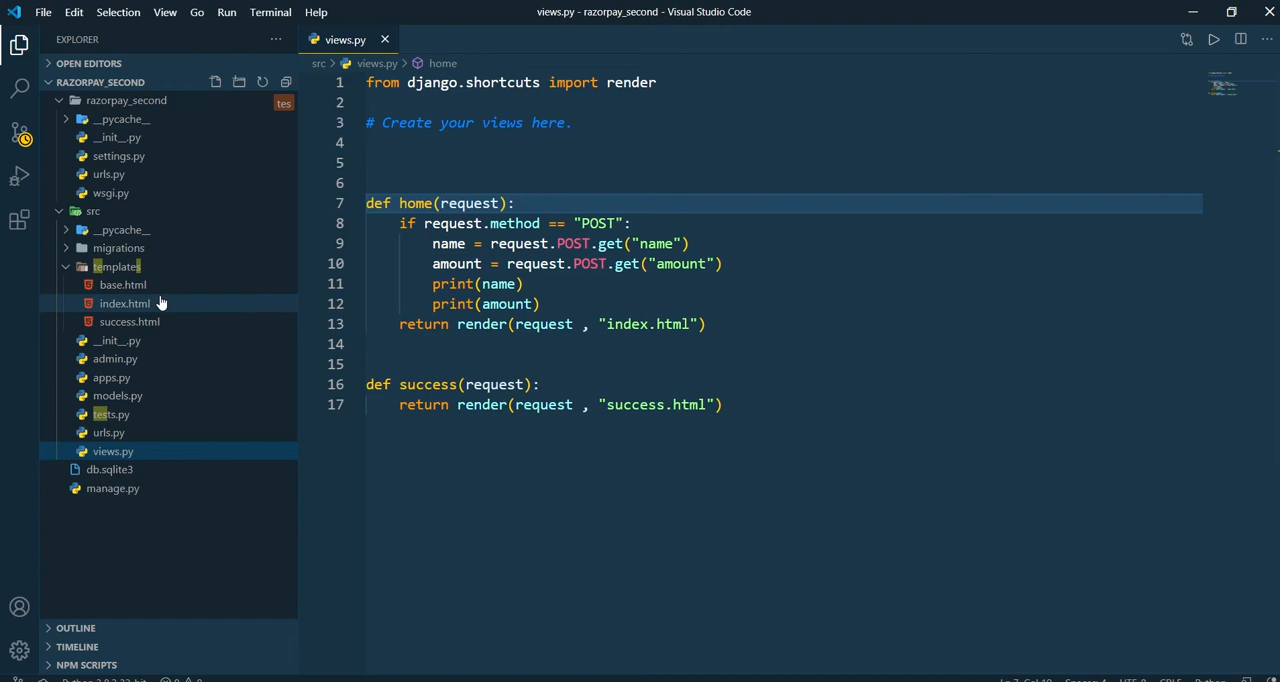 File Edit Selection View Go Run Terminal Help
views.py - razorpay_second - Visual Studio Code
EXPLORER
views.py
OPEN EDITORS
src > views.py > home
RAZORPAY_SECOND
razorpay_second
tes
__pycache__
__init__.py
settings.py
urls.py
wsgi.py
src
__pycache__
migrations
templates
base.html
index.html
success.html
__init__.py
admin.py
apps.py
models.py
tests.py
urls.py
views.py
db.sqlite3
manage.py
OUTLINE
TIMELINE
NPM SCRIPTS
1 from django.shortcuts import render
2
3 # Create your views here.
4
5
6
7 def home(request):
8 if request.method == "POST":
9 name = request.POST.get("name")
10 amount = request.POST.get("amount")
11 print(name)
12 print(amount)
13 return render(request , "index.html")
14
15
16 def success(request):
17 return render(request , "success.html")